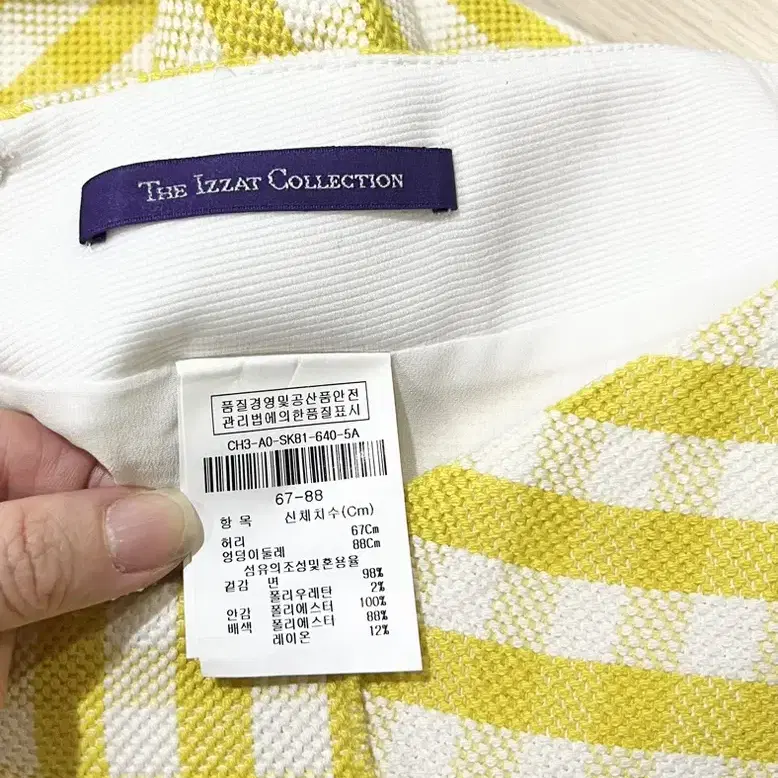 THE IZZAT COLLECTION
품질경영및공산품안전
관리법에의한품질표시
CH3-A0-SK81-640-5A
67-88
항 목 신체치수(Cm)
허리 67Cm
엉덩이둘레 88Cm
섬유의조성및혼용율
겉감 면 98%
폴리우레탄 2%
안감 폴리에스터 100%
배색 폴리에스터 88%
레이온 12%